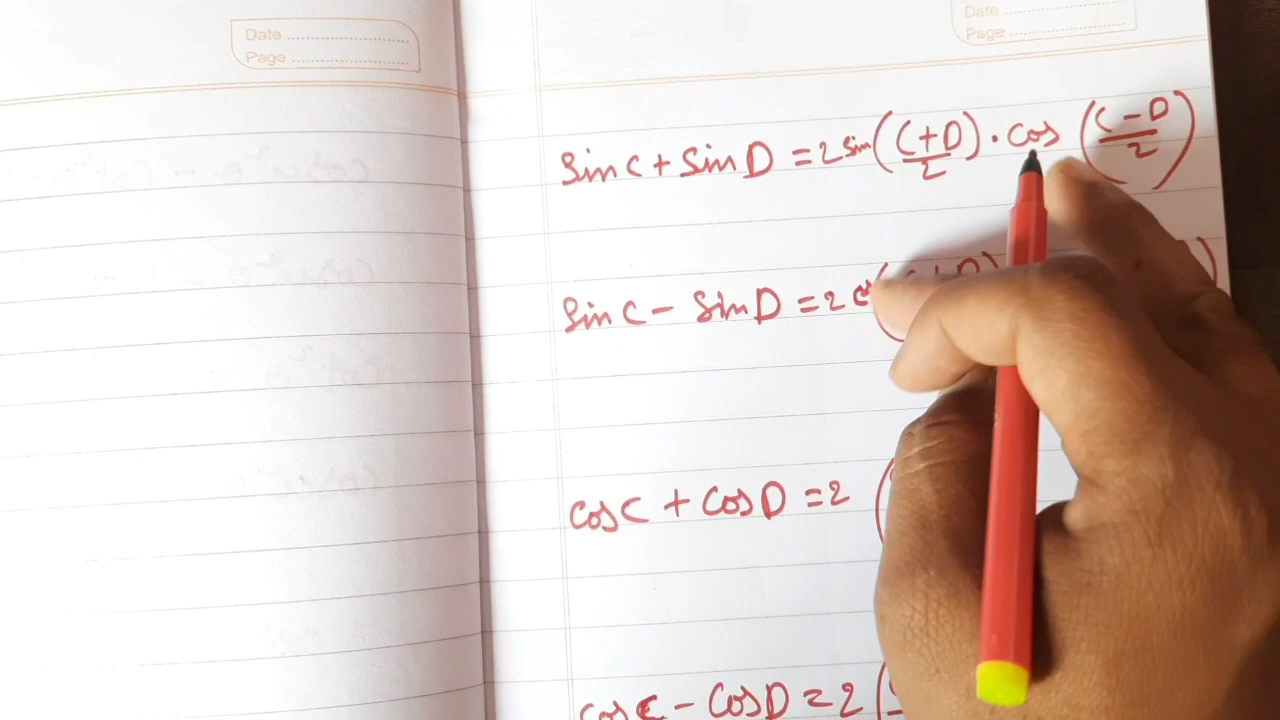 Date ..............................
Page ..............................
Date ..............................
Page ..............................
Sin C + Sin D = 2 Sin ((C+D)/2) · Cos ((C-D)/2)
Sin C - Sin D = 2 (
Cos C + Cos D = 2 (
Cos C - Cos D = 2 (